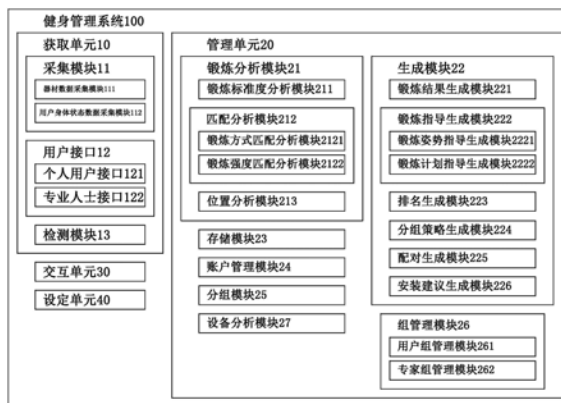 健身管理系统100
获取单元10
采集模块11
器材数据采集模块111
用户身体状态数据采集模块112
用户接口12
个人用户接口121
专业人士接口122
检测模块13
交互单元30
设定单元40
管理单元20
锻炼分析模块21
锻炼标准度分析模块211
匹配分析模块212
锻炼方式匹配分析模块2121
锻炼强度匹配分析模块2122
位置分析模块213
存储模块23
账户管理模块24
分组模块25
设备分析模块27
生成模块22
锻炼结果生成模块221
锻炼指导生成模块222
锻炼姿势指导生成模块2221
锻炼计划指导生成模块2222
排名生成模块223
分组策略生成模块224
配对生成模块225
安装建议生成模块226
组管理模块26
用户组管理模块261
专家组管理模块262